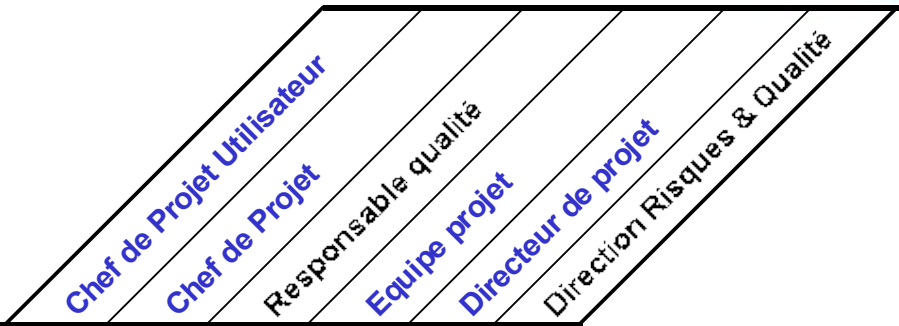 Chef de Projet Utilisateur
Chef de Projet
Responsable qualité
Equipe projet
Directeur de projet
Direction Risques & Qualité